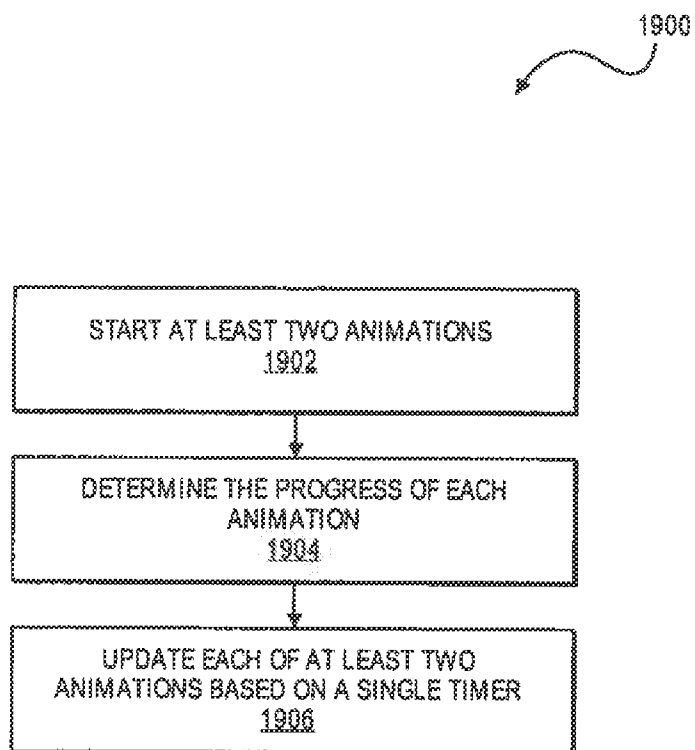 1900
START AT LEAST TWO ANIMATIONS
1902
DETERMINE THE PROGRESS OF EACH
ANIMATION
1904
UPDATE EACH OF AT LEAST TWO
ANIMATIONS BASED ON A SINGLE TIMER
1906